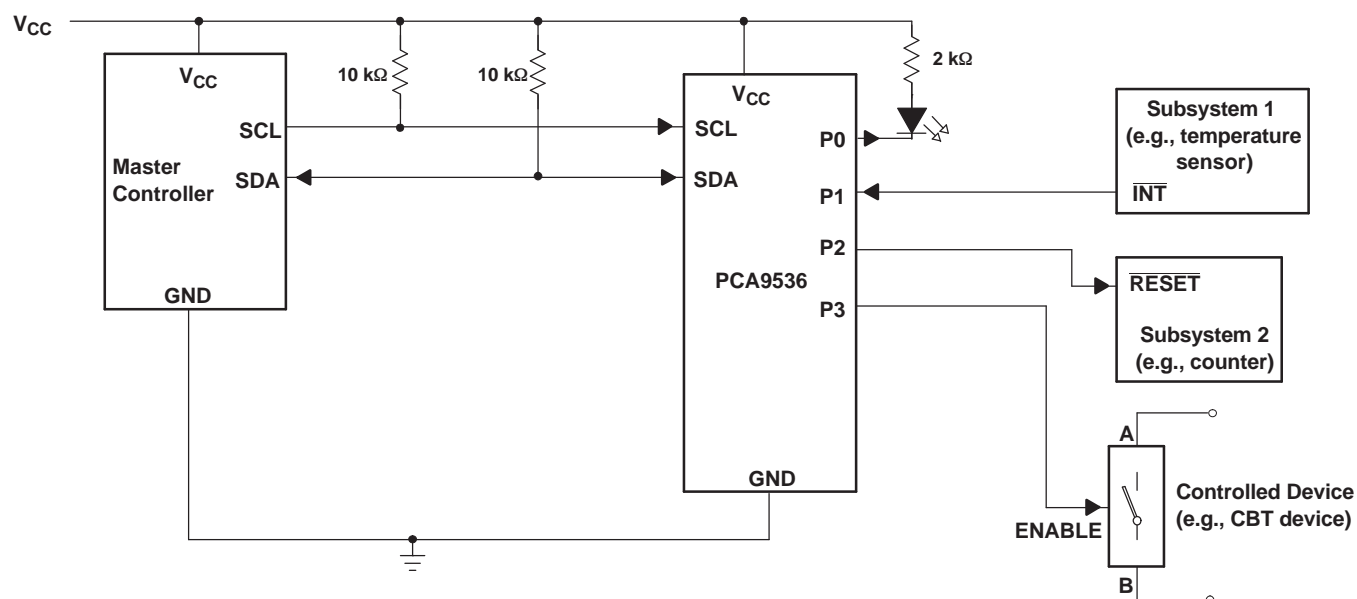 VCC
VCC
10 kΩ
10 kΩ
2 kΩ
VCC
SCL
SCL
P0
Subsystem 1
(e.g., temperature
sensor)
INT
Master
Controller
SDA
SDA
P1
P2
PCA9536
RESET
GND
P3
Subsystem 2
(e.g., counter)
A
GND
Controlled Device
(e.g., CBT device)
ENABLE
B